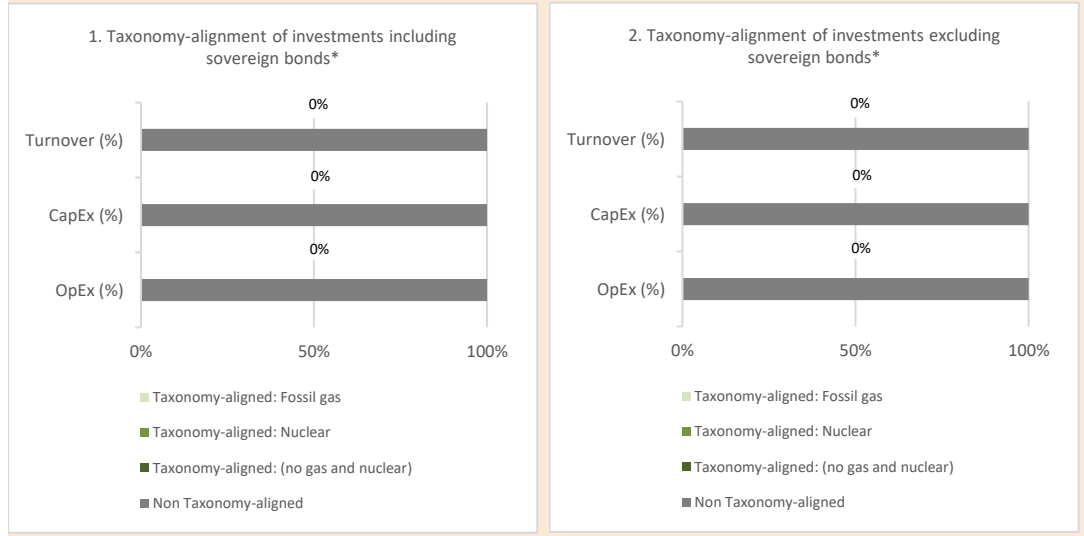 1. Taxonomy-alignment of investments including
sovereign bonds*
0%
Turnover (%)
0%
CapEx (%)
0%
OpEx (%)
0%
50%
100%
Taxonomy-aligned: Fossil gas
Taxonomy-aligned: Nuclear
Taxonomy-aligned: (no gas and nuclear)
Non Taxonomy-aligned
2. Taxonomy-alignment of investments excluding
sovereign bonds*
0%
Turnover (%)
0%
CapEx (%)
0%
OpEx (%)
0%
50%
100%
Taxonomy-aligned: Fossil gas
Taxonomy-aligned: Nuclear
Taxonomy-aligned: (no gas and nuclear)
Non Taxonomy-aligned